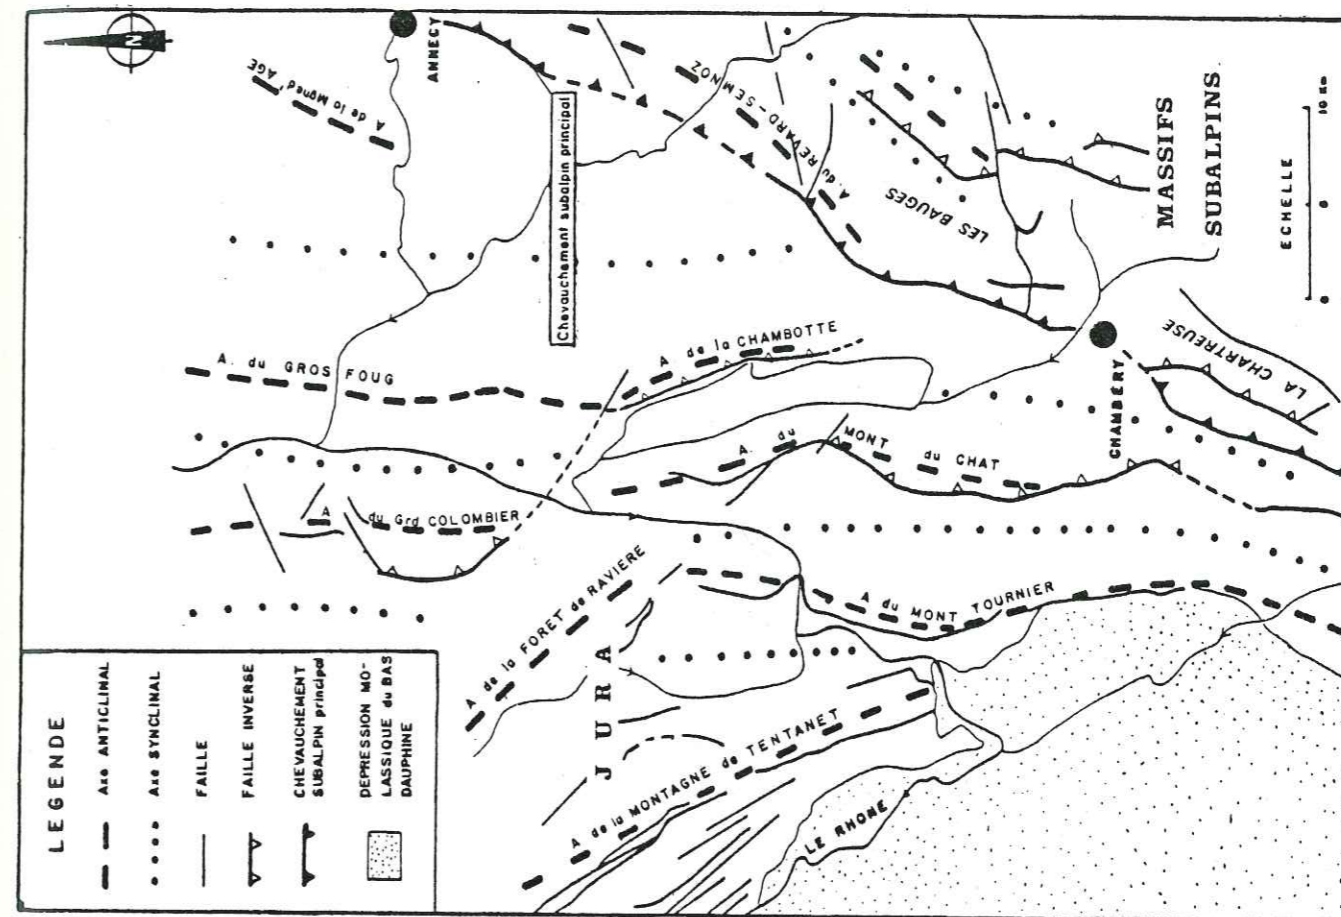 N
ANNECY
A de la Mgne d'AGE
Chevauchement subalpin principal
A. du REVARD-SEMNOZ
LES BAUGES
MASSIFS
SUBALPINS
ECHELLE
0
10 Km
A. du GROS FOUG
A de la CHAMBOTTE
CHAMBERY
LA CHARTREUSE
A. du MONT du CHAT
A du Grd COLOMBIER
A de la FORET de RAVIERE
A du MONT TOURNIER
JURA
A de la MONTAGNE de TENTANET
LE RHONE
LEGENDE
Axe ANTICLINAL
Axe SYNCLINAL
FAILLE
FAILLE INVERSE
CHEVAUCHEMENT
SUBALPIN principal
DEPRESSION MO-
LASSIQUE du BAS
DAUPHINE